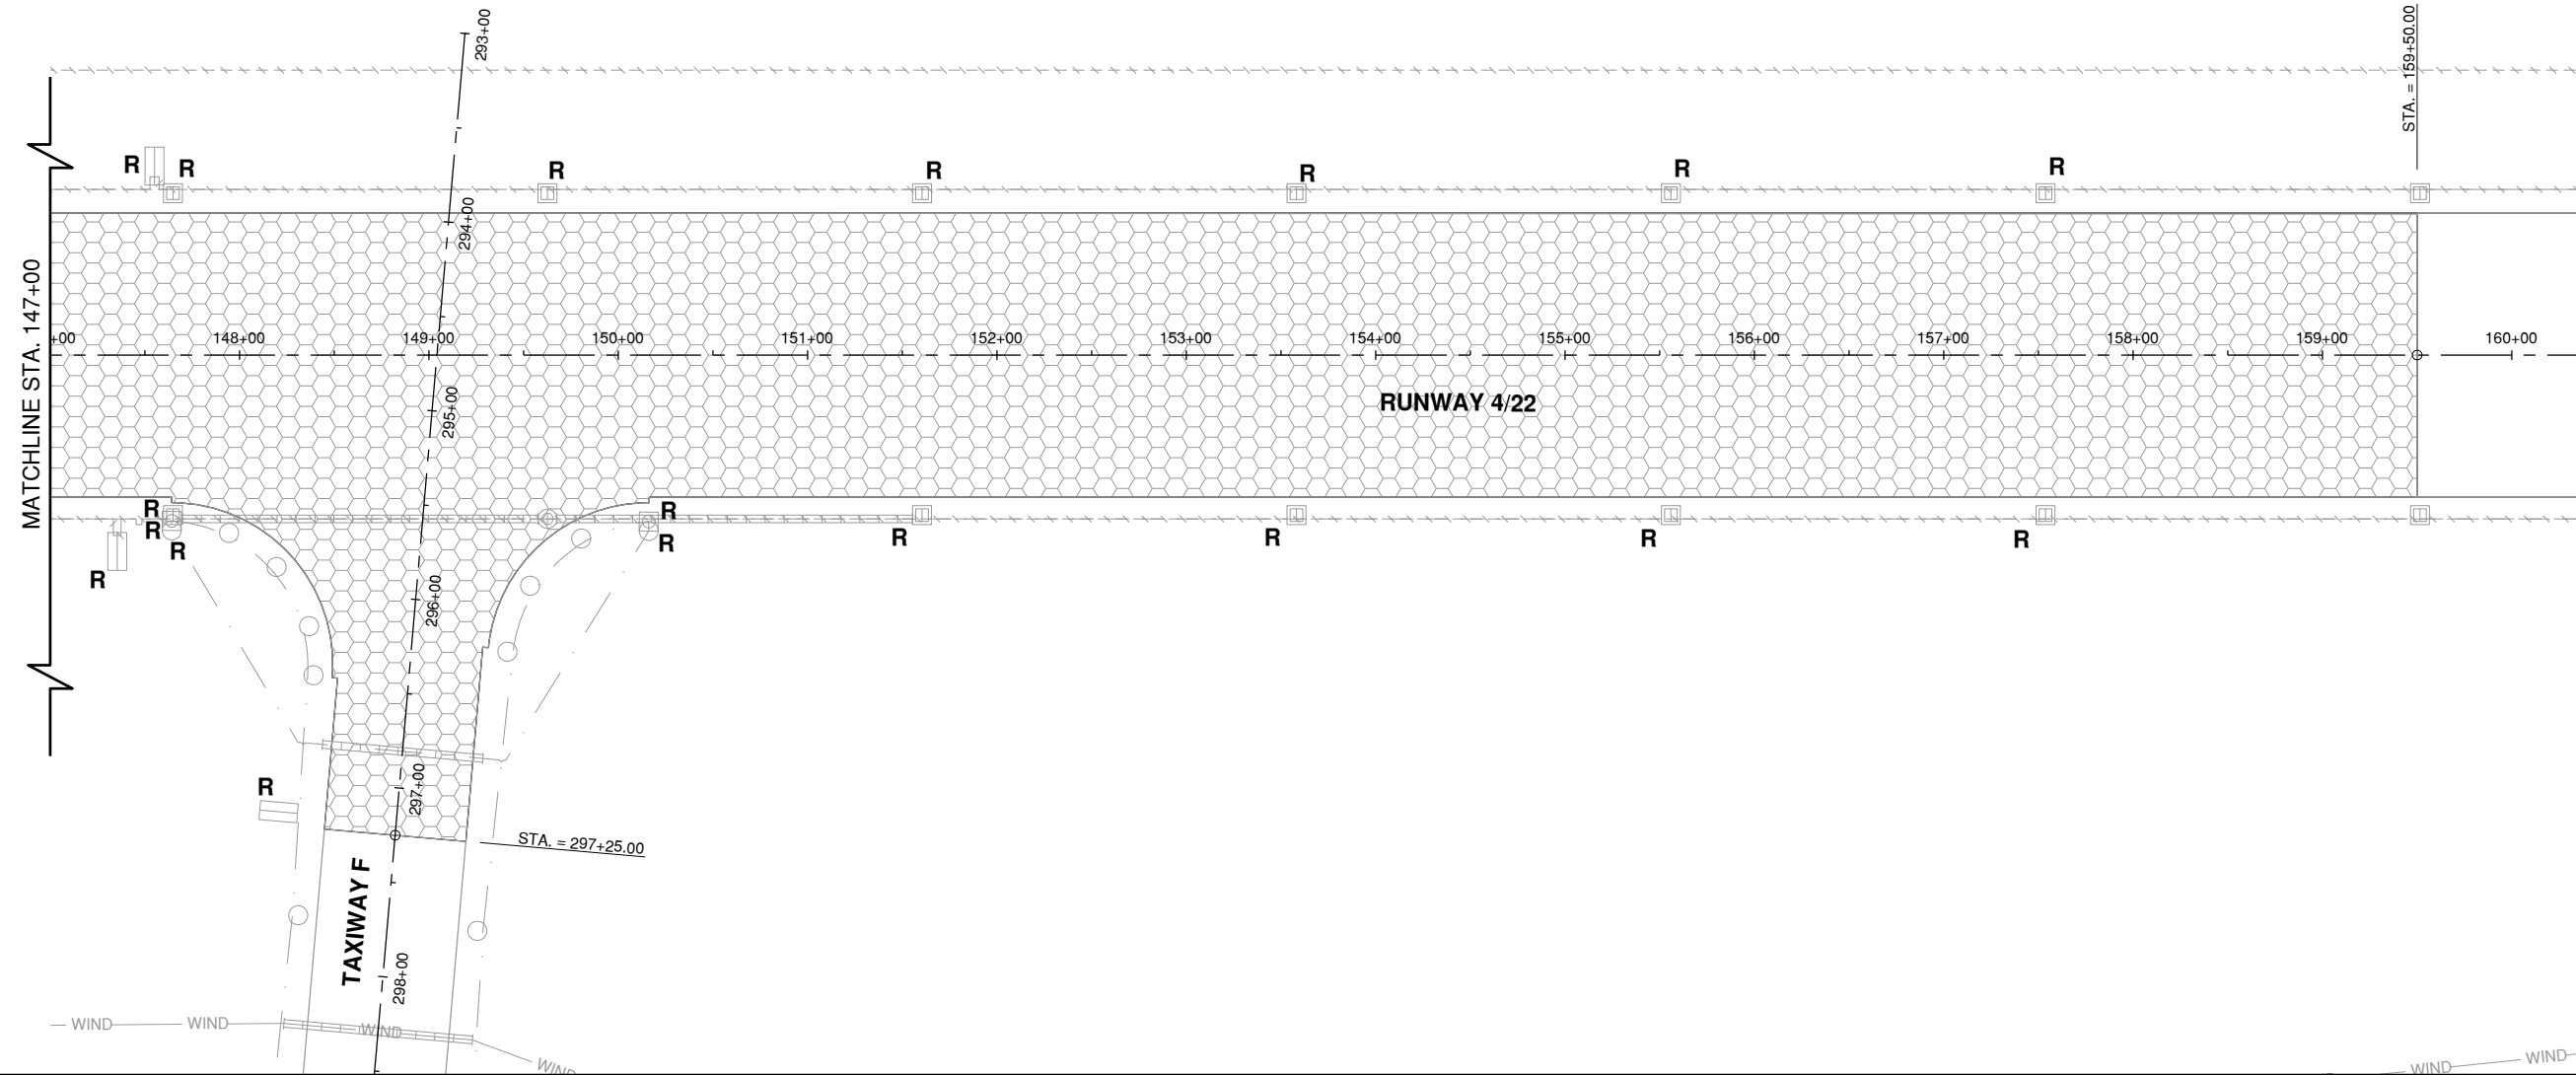 293+00
STA. = 159+50.00
R
R
R
R
R
R
R
294+00
MATCHLINE STA. 147+00
+00
148+00
149+00
150+00
151+00
152+00
153+00
154+00
155+00
156+00
157+00
158+00
159+00
160+00
295+00
RUNWAY 4/22
R
R
R
R
R
R
R
R
R
R
296+00
297+00
R
STA. = 297+25.00
TAXIWAY F
298+00
WIND
WIND
WIND
WIND
WIND
WIND